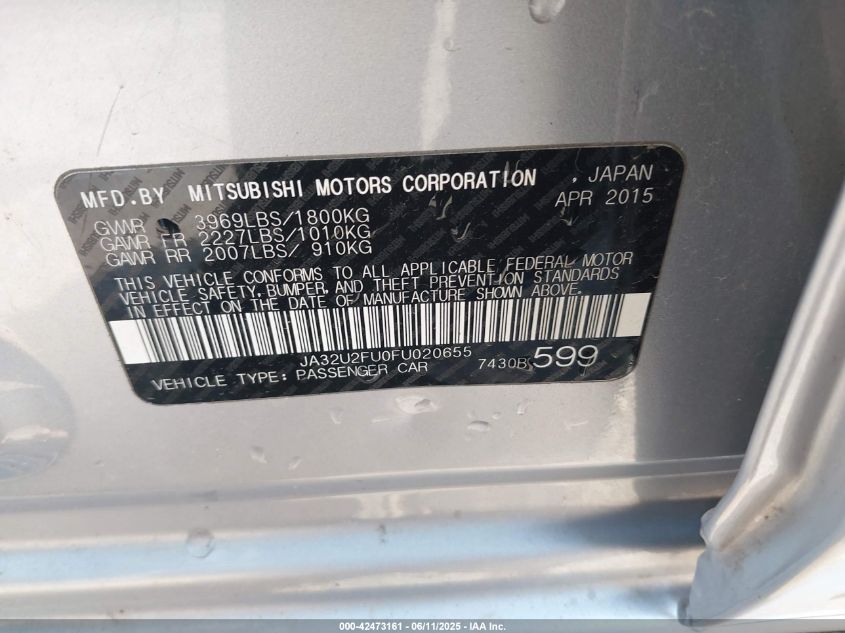 MFD.BY MITSUBISHI MOTORS CORPORATION , JAPAN
APR 2015
GWWR 3969LBS/1800KG
GAWR FR 2227LBS/1010KG
GAWR RR 2007LBS/ 910KG
THIS VEHICLE CONFORMS TO ALL APPLICABLE FEDERAL MOTOR
VEHICLE SAFETY, BUMPER, AND THEFT PREVENTION STANDARDS
IN EFFECT ON THE DATE OF MANUFACTURE SHOWN ABOVE.
JA32U2FU0FU020655
VEHICLE TYPE: PASSENGER CAR 7430B 599
000-42473161 - 06/11/2025 - IAA Inc.